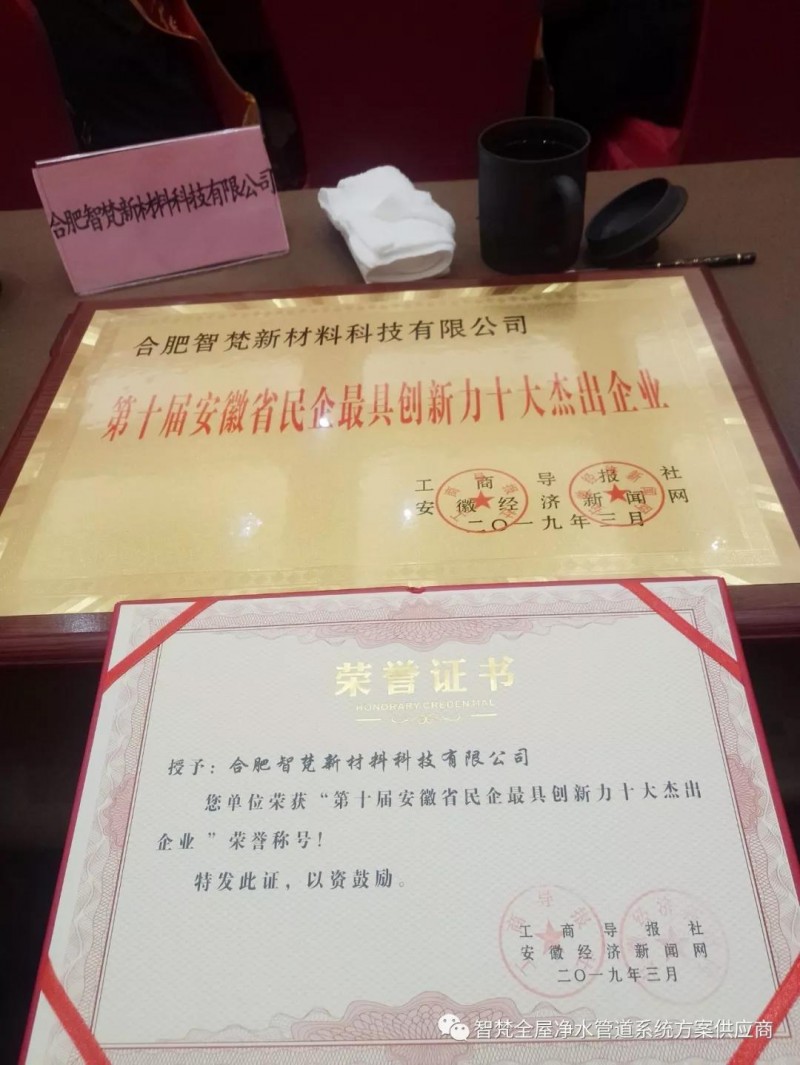 合肥智梵新材料科技有限公司
合肥智梵新材料科技有限公司
第十届安徽省民企最具创新力十大杰出企业
工商导报社
安徽经济新闻网
二〇一九年三月
荣誉证书
HONORARY CREDENTIAL
授予：合肥智梵新材料科技有限公司
您单位荣获“第十届安徽省民企最具创新力十大杰出
企业”荣誉称号！
特发此证，以资鼓励。
工商导报社
安徽经济新闻网
二〇一九年三月
智梵全屋净水管道系统方案供应商